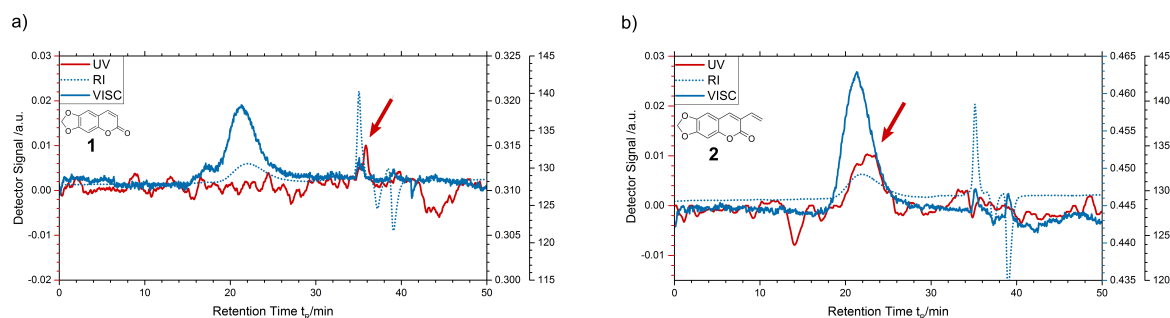 a)
0.03
0.02
0.01
0.00
-0.01
-0.02
Detector Signal /a.u.
UV
RI
VISC
O
O
O
O
1
0.325
0.320
0.315
0.310
0.305
0.300
145
140
135
130
125
120
115
0
10
20
30
40
50
Retention Time tR/min
b)
0.03
0.02
0.01
0.00
-0.01
Detector Signal /a.u.
UV
RI
VISC
O
O
O
O
2
0.465
0.460
0.455
0.450
0.445
0.440
0.435
145
140
135
130
125
120
0
10
20
30
40
50
Retention Time tR/min